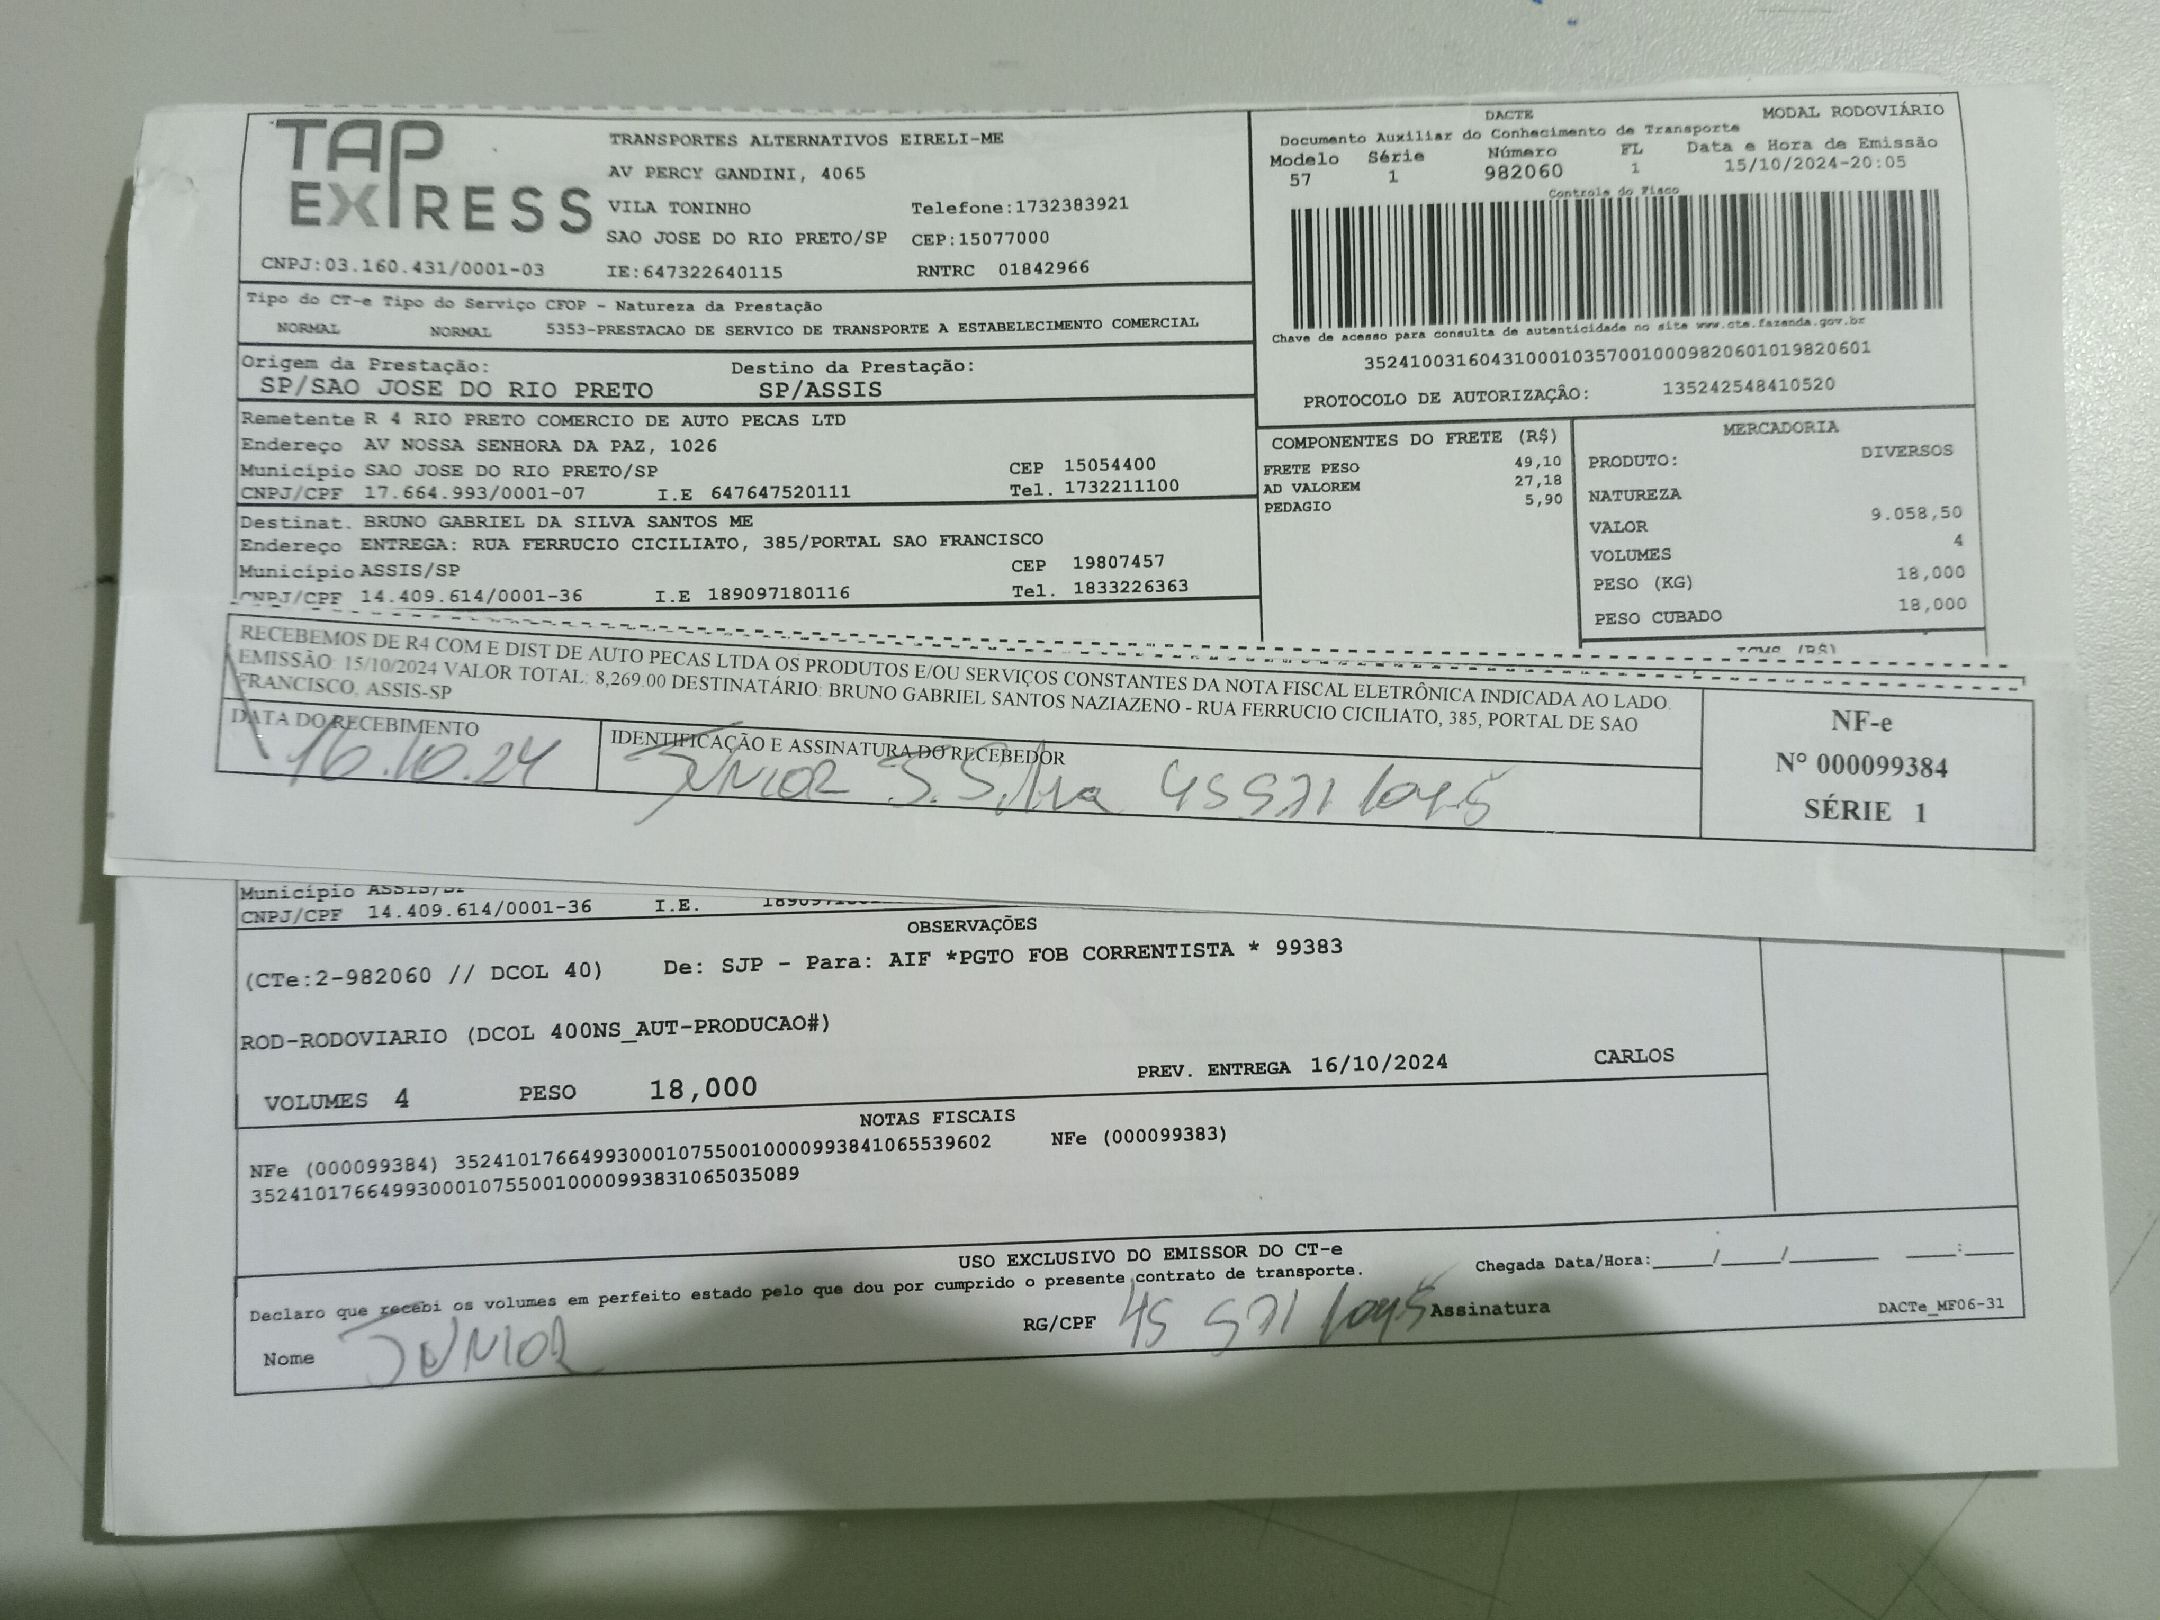 TAP
EXPRESS
TRANSPORTES ALTERNATIVOS EIRELI-ME
AV PERCY GANDINI, 4065
VILA TONINHO Telefone:1732383921
SAO JOSE DO RIO PRETO/SP CEP:15077000
CNPJ:03.160.431/0001-03 IE:647322640115 RNTRC 01842966
DACTE MODAL RODOVIÁRIO
Documento Auxiliar do Conhecimento de Transporte
Modelo Série Número FL Data e Hora de Emissão
57 1 982060 1 15/10/2024-20:05
Controle do Fisco
Chave de acesso para consulta de autenticidade no site www.cte.fazenda.gov.br
35241003160431000103570010009820601019820601
PROTOCOLO DE AUTORIZAÇÃO: 135242548410520
Tipo do CT-e Tipo do Serviço CFOP - Natureza da Prestação
NORMAL NORMAL 5353-PRESTACAO DE SERVICO DE TRANSPORTE A ESTABELECIMENTO COMERCIAL
Origem da Prestação: Destino da Prestação:
SP/SAO JOSE DO RIO PRETO SP/ASSIS
Remetente R 4 RIO PRETO COMERCIO DE AUTO PECAS LTD
Endereço AV NOSSA SENHORA DA PAZ, 1026
Município SAO JOSE DO RIO PRETO/SP CEP 15054400
CNPJ/CPF 17.664.993/0001-07 I.E 647647520111 Tel. 1732211100
Destinat. BRUNO GABRIEL DA SILVA SANTOS ME
Endereço ENTREGA: RUA FERRUCIO CICILIATO, 385/PORTAL SAO FRANCISCO
Município ASSIS/SP CEP 19807457
CNPJ/CPF 14.409.614/0001-36 I.E 189097180116 Tel. 1833226363
COMPONENTES DO FRETE (R$)
FRETE PESO 49,10
AD VALOREM 27,18
PEDAGIO 5,90
MERCADORIA
PRODUTO: DIVERSOS
NATUREZA
VALOR 9.058,50
VOLUMES 4
PESO (KG) 18,000
PESO CUBADO 18,000
RECEBEMOS DE R4 COM E DIST DE AUTO PECAS LTDA OS PRODUTOS E/OU SERVIÇOS CONSTANTES DA NOTA FISCAL ELETRÔNICA INDICADA AO LADO.
EMISSÃO: 15/10/2024 VALOR TOTAL: 8,269.00 DESTINATÁRIO: BRUNO GABRIEL SANTOS NAZIAZENO - RUA FERRUCIO CICILIATO, 385, PORTAL DE SAO
FRANCISCO. ASSIS-SP
DATA DO RECEBIMENTO IDENTIFICAÇÃO E ASSINATURA DO RECEBEDOR
16.10.24 JUNIOR S. Silva
NF-e
Nº 000099384
SÉRIE 1
Município ASSIS/SP
CNPJ/CPF 14.409.614/0001-36 I.E.
OBSERVAÇÕES
(CTe:2-982060 // DCOL 40) De: SJP - Para: AIF *PGTO FOB CORRENTISTA * 99383
ROD-RODOVIARIO (DCOL 400NS_AUT-PRODUCAO#)
VOLUMES 4 PESO 18,000 PREV. ENTREGA 16/10/2024 CARLOS
NOTAS FISCAIS
NFe (000099384) 35241017664993000107550010000993841065539602 NFe (000099383)
35241017664993000107550010000993831065035089
USO EXCLUSIVO DO EMISSOR DO CT-e
Declaro que recebi os volumes em perfeito estado pelo que dou por cumprido o presente contrato de transporte. Chegada Data/Hora:_____/_____/________ ____:____
Nome JUNIOR RG/CPF Assinatura DACTe_MF06-31